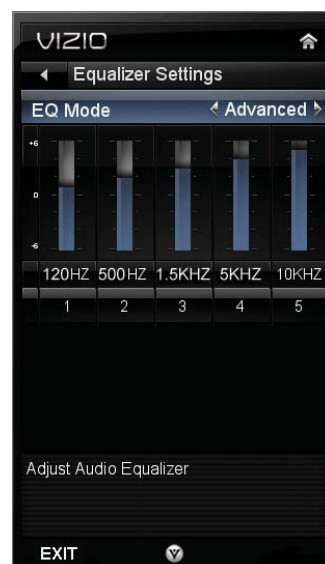 VIZIO
Equalizer Settings
EQ Mode Advanced
+6
0
-6
120HZ 500HZ 1.5KHZ 5KHZ 10KHZ
1 2 3 4 5
Adjust Audio Equalizer
EXIT V